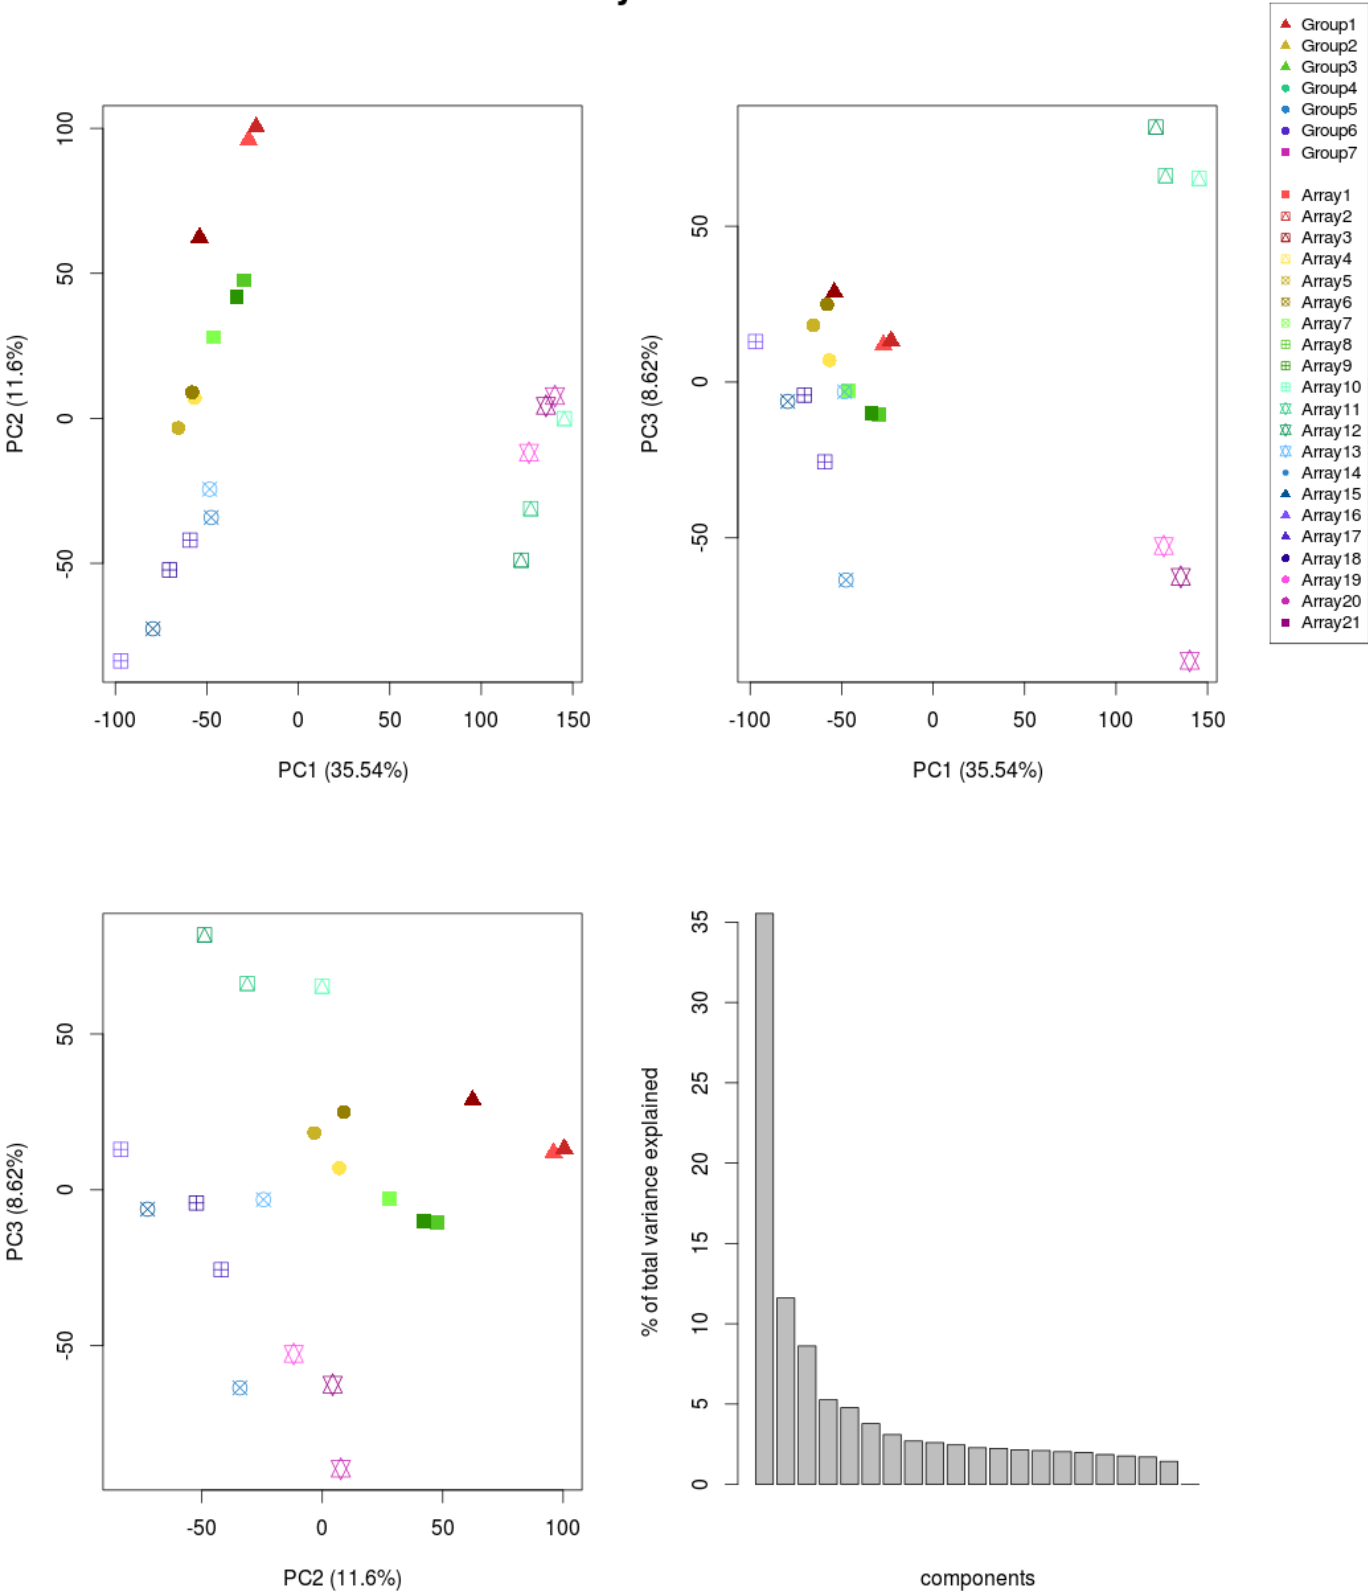 Group1
Group2
Group3
Group4
Group5
Group6
Group7
Array1
Array2
Array3
Array4
Array5
Array6
Array7
Array8
Array9
Array10
Array11
Array12
Array13
Array14
Array15
Array16
Array17
Array18
Array19
Array20
Array21
PC2 (11.6%)
100
50
0
-50
-100 -50 0 50 100 150
PC1 (35.54%)
PC3 (8.62%)
50
0
-50
-100 -50 0 50 100 150
PC1 (35.54%)
PC3 (8.62%)
50
0
-50
-50 0 50 100
PC2 (11.6%)
% of total variance explained
35
30
25
20
15
10
5
0
components